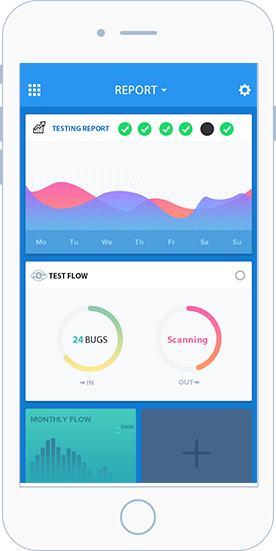 REPORT
TESTING REPORT
Mo Tu We Th Fr Sa Su
TEST FLOW
24 BUGS
Scanning
IN
OUT
MONTHLY FLOW
500K